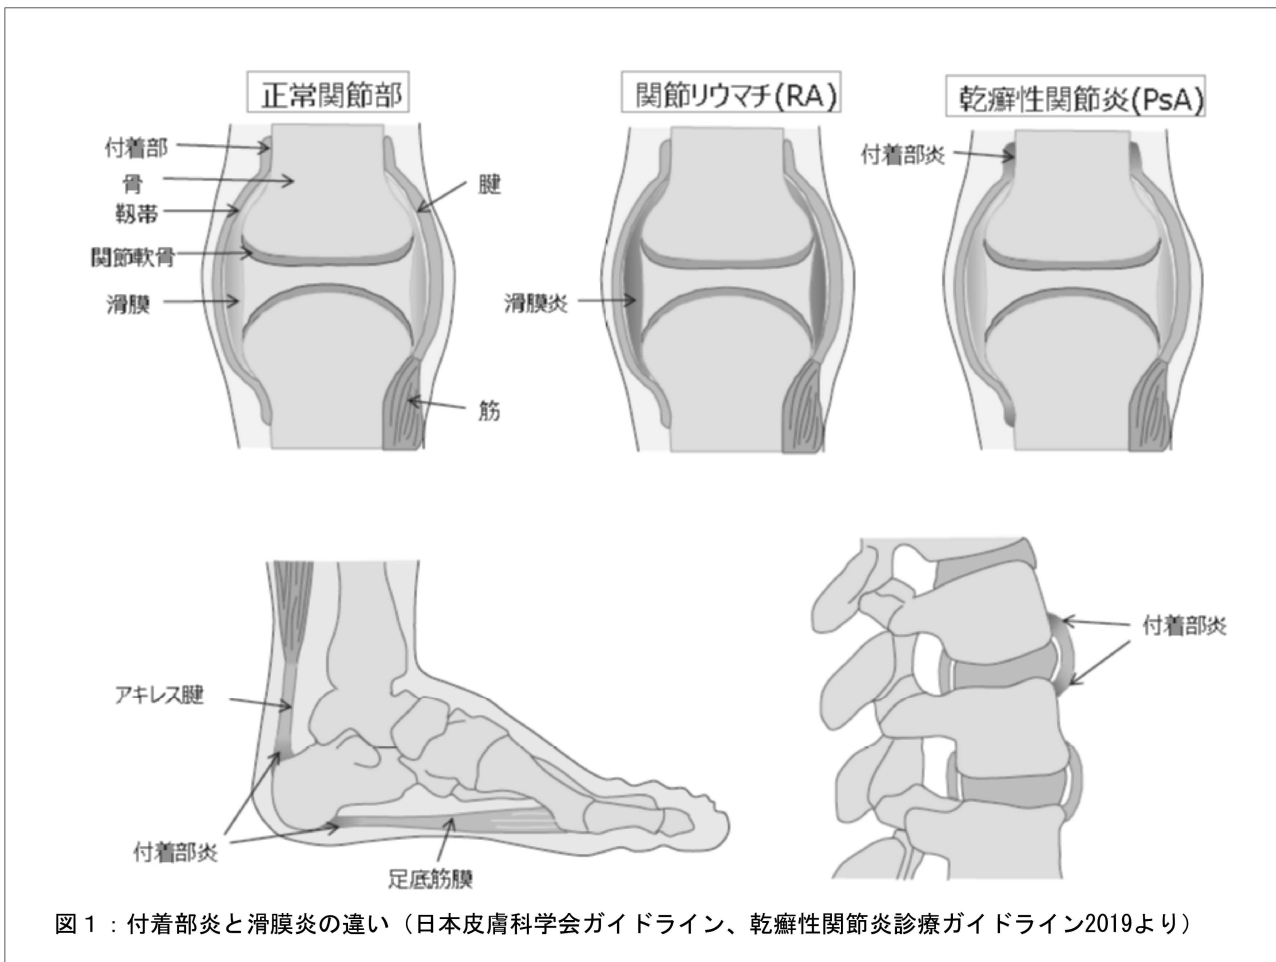 正常関節部
関節リウマチ(RA)
乾癬性関節炎(PsA)
付着部
骨
靱帯
関節軟骨
滑膜
腱
筋
滑膜炎
付着部炎
アキレス腱
付着部炎
足底筋膜
付着部炎
図1：付着部炎と滑膜炎の違い（日本皮膚科学会ガイドライン、乾癬性関節炎診療ガイドライン2019より）